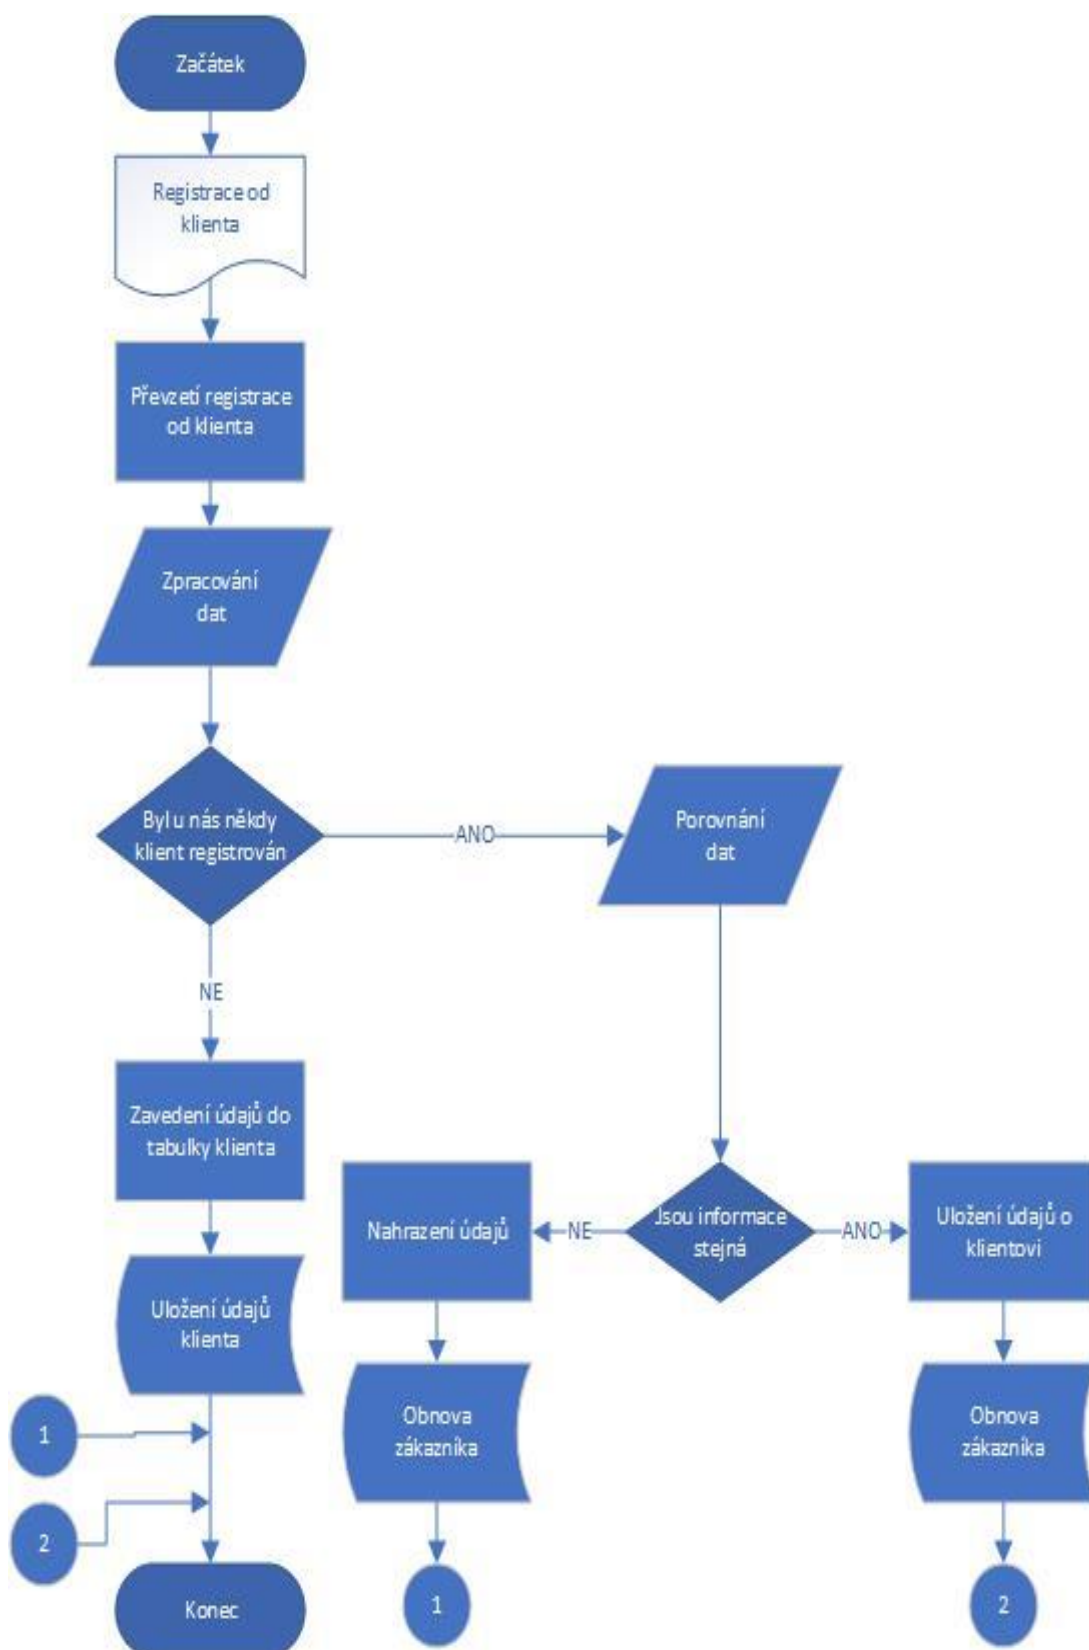 Začátek
Registrace od
klienta
Převzetí registrace
od klienta
Zpracování
dat
Byl u nás někdy
klient registrován
ANO
Porovnání
dat
NE
Zavedení údajů do
tabulky klienta
Uložení údajů
klienta
Jsou informace
stejná
NE
Nahrazení údajů
Obnova
zákazníka
1
ANO
Uložení údajů o
klientovi
Obnova
zákazníka
2
1
2
Konec